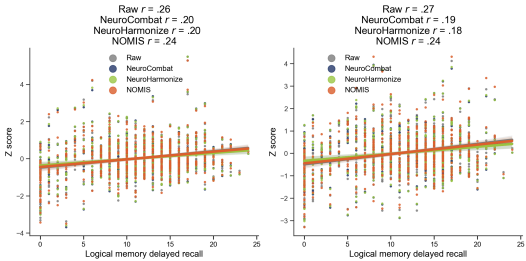 Raw r = .26
NeuroCombat r = .20
NeuroHarmonize r = .20
NOMIS r = .24
Raw
NeuroCombat
NeuroHarmonize
NOMIS
Z score
6
4
2
0
−2
−4
0
5
10
15
20
25
Logical memory delayed recall
Raw r = .27
NeuroCombat r = .19
NeuroHarmonize r = .18
NOMIS r = .24
Raw
NeuroCombat
NeuroHarmonize
NOMIS
Z score
4
3
2
1
0
−1
−2
−3
0
5
10
15
20
25
Logical memory delayed recall